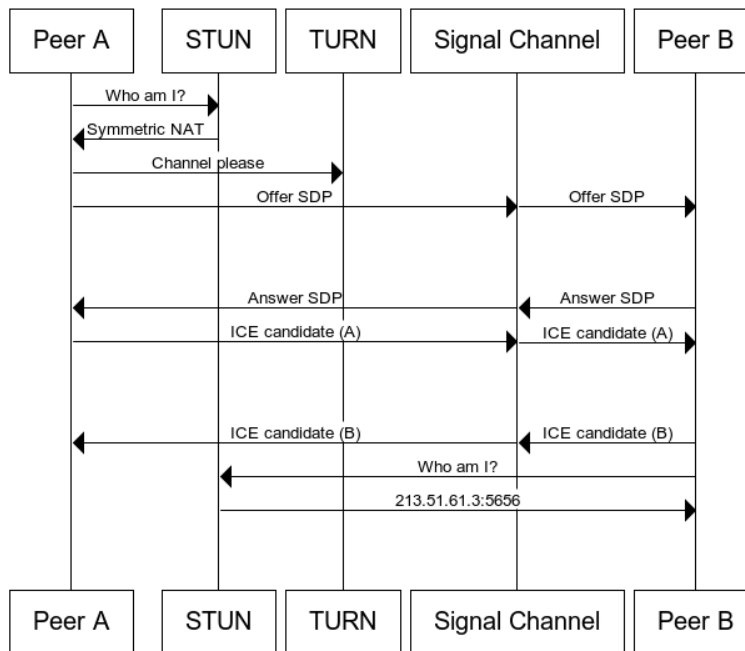 Peer A
STUN
TURN
Signal Channel
Peer B
Who am I?
Symmetric NAT
Channel please
Offer SDP
Offer SDP
Answer SDP
Answer SDP
ICE candidate (A)
ICE candidate (A)
ICE candidate (B)
ICE candidate (B)
Who am I?
213.51.61.3:5656
Peer A
STUN
TURN
Signal Channel
Peer B